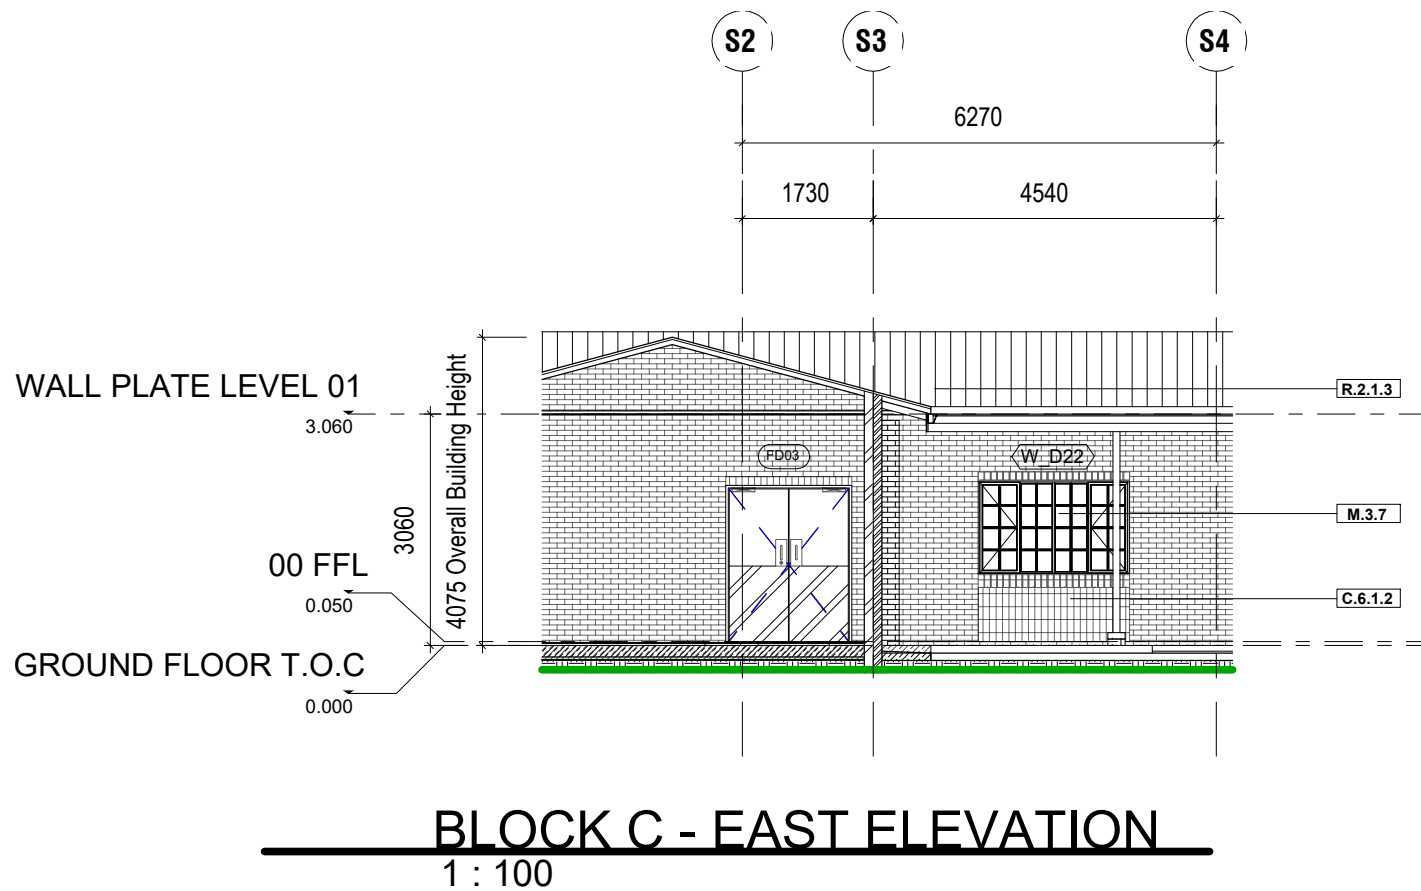 S2 S3 S4
6270
1730 4540
WALL PLATE LEVEL 01
3.060
4075 Overall Building Height
3060
R.2.1.3
FD03
W_D22
M.3.7
00 FFL
0.050
C.6.1.2
GROUND FLOOR T.O.C
0.000
BLOCK C - EAST ELEVATION
1 : 100